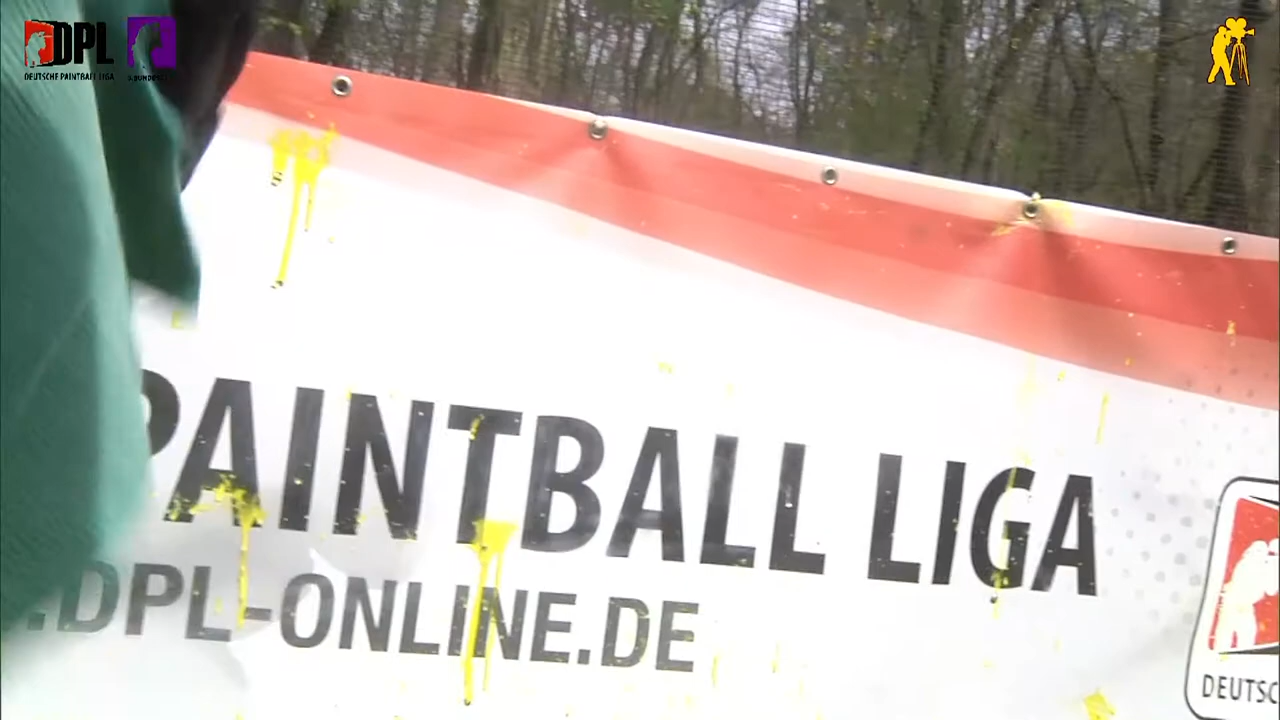 DPL
DEUTSCHE PAINTBALL LIGA
PAINTBALL LIGA
.DPL-ONLINE.DE
DEUTSC